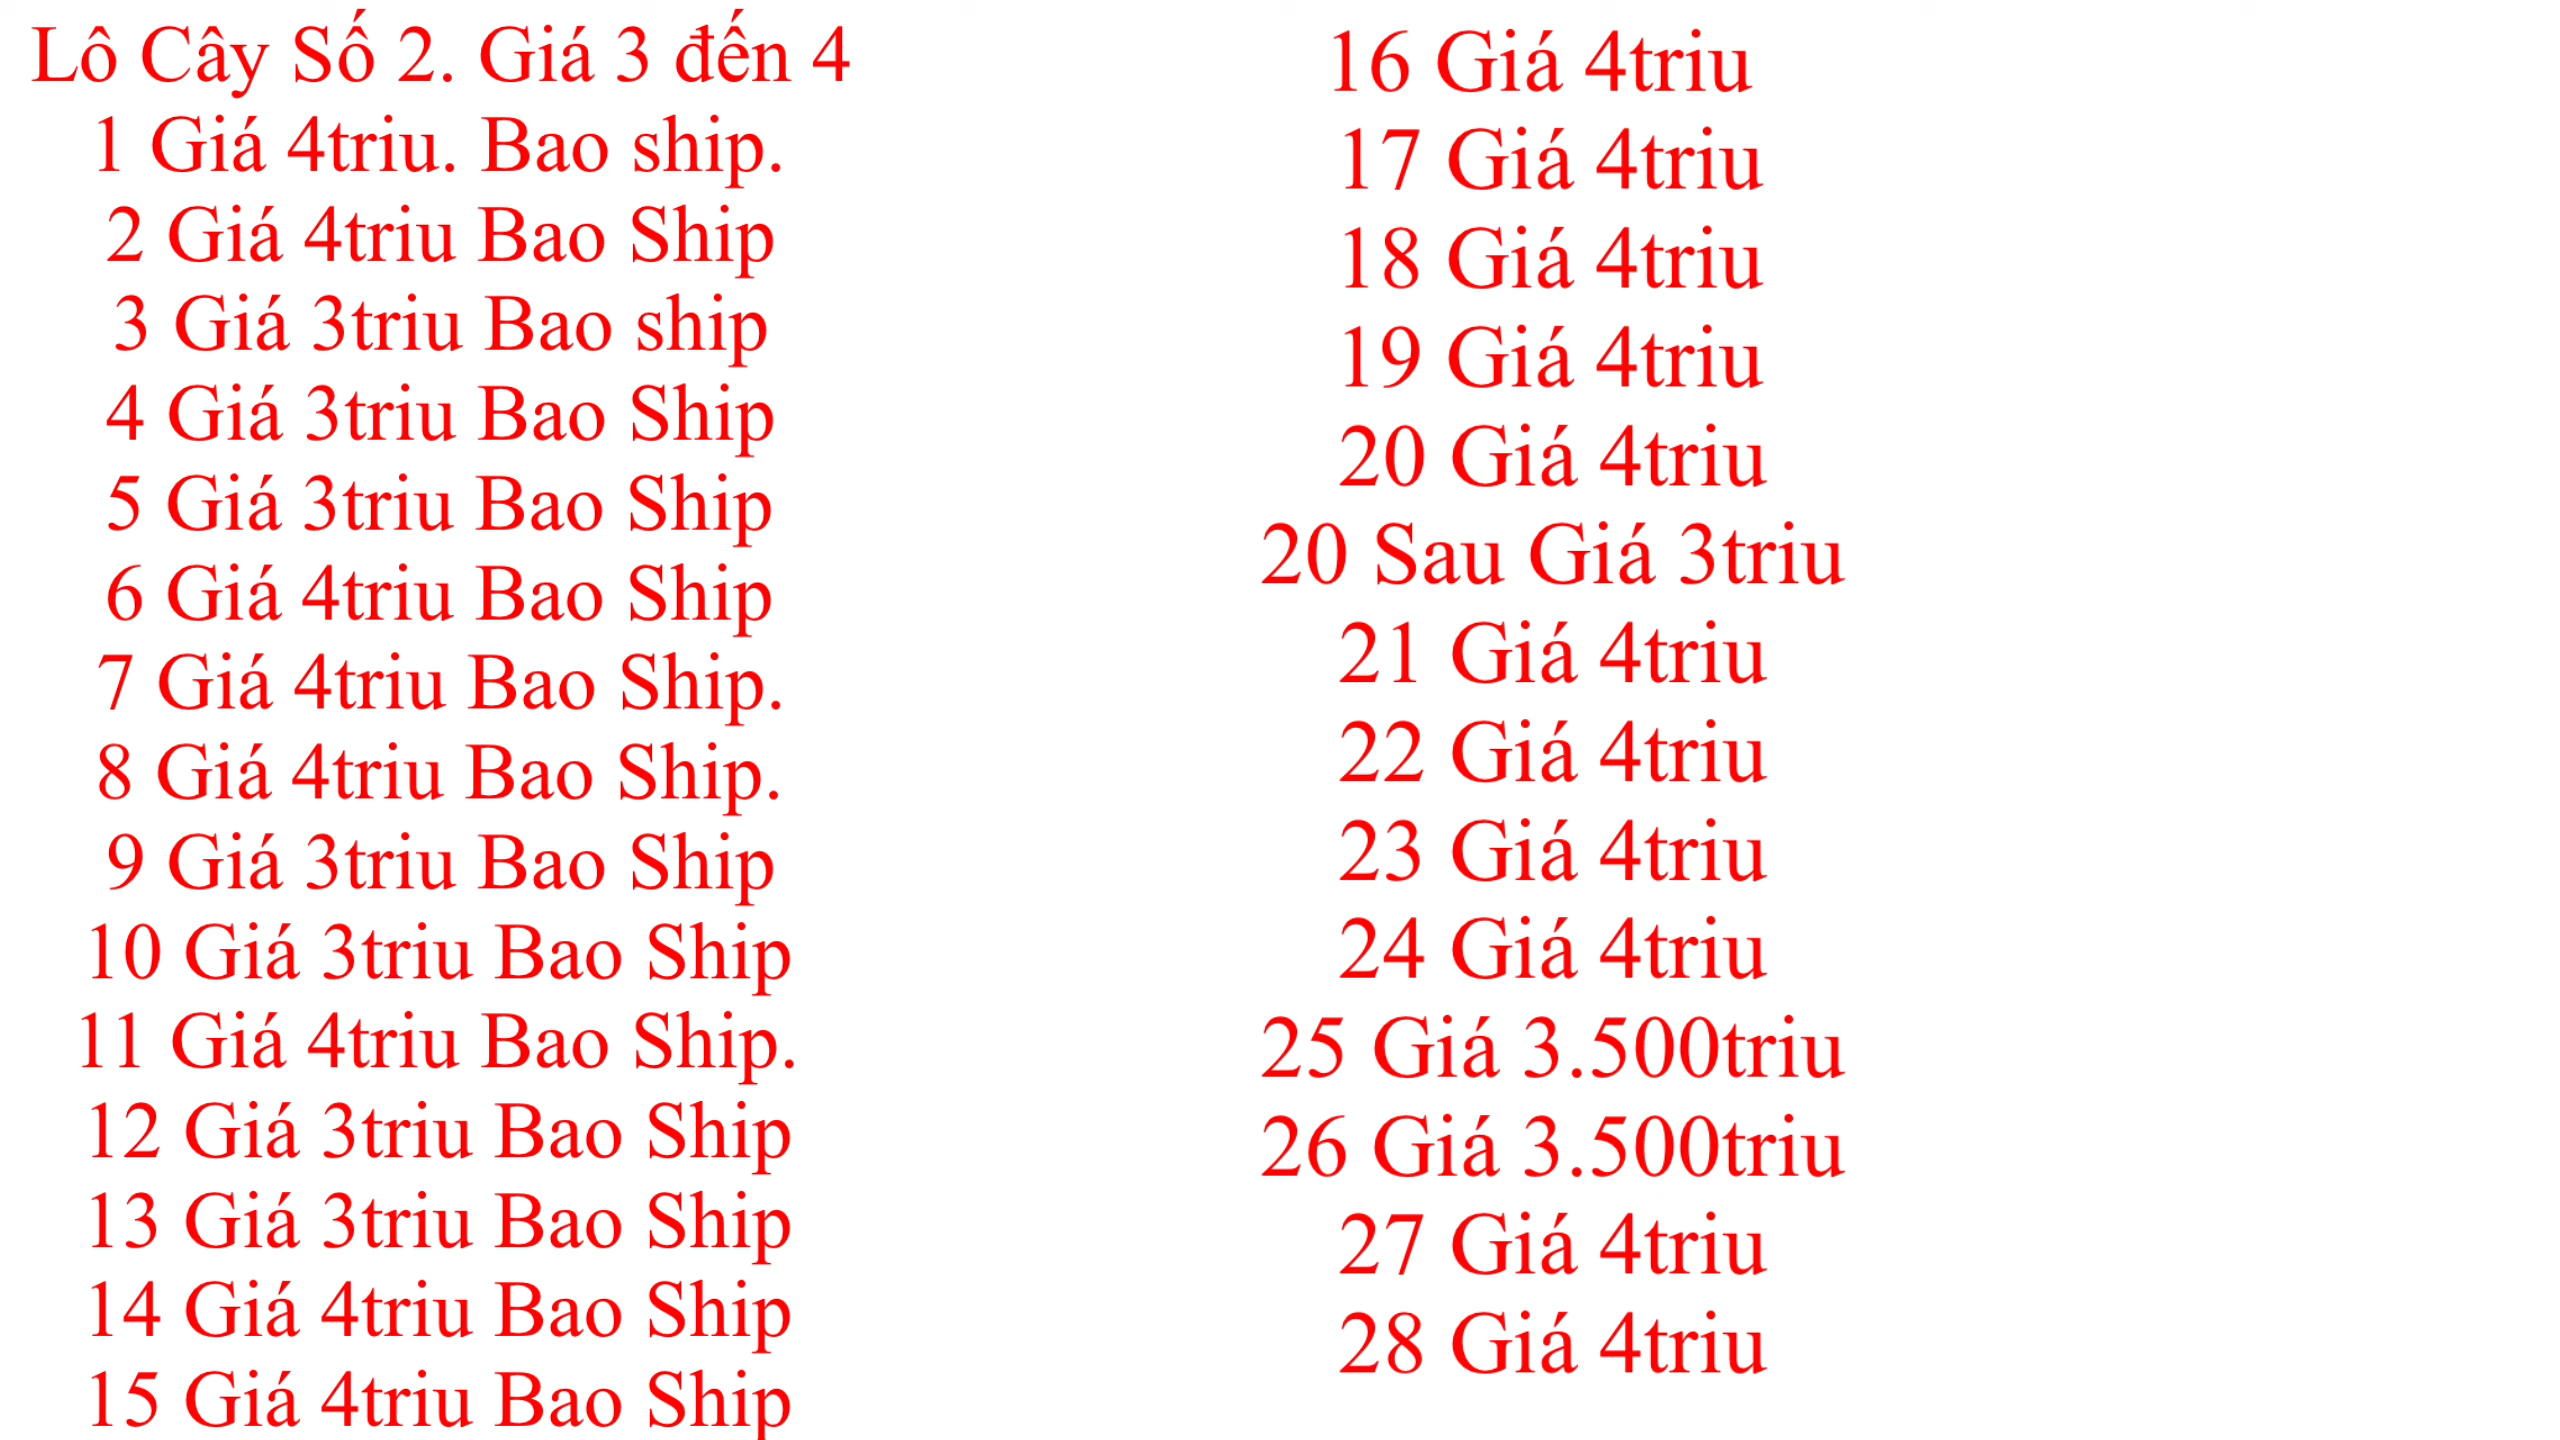 Lô Cây Số 2. Giá 3 đến 4
1 Giá 4triu. Bao ship.
2 Giá 4triu Bao Ship
3 Giá 3triu Bao ship
4 Giá 3triu Bao Ship
5 Giá 3triu Bao Ship
6 Giá 4triu Bao Ship
7 Giá 4triu Bao Ship.
8 Giá 4triu Bao Ship.
9 Giá 3triu Bao Ship
10 Giá 3triu Bao Ship
11 Giá 4triu Bao Ship.
12 Giá 3triu Bao Ship
13 Giá 3triu Bao Ship
14 Giá 4triu Bao Ship
15 Giá 4triu Bao Ship
16 Giá 4triu
17 Giá 4triu
18 Giá 4triu
19 Giá 4triu
20 Giá 4triu
20 Sau Giá 3triu
21 Giá 4triu
22 Giá 4triu
23 Giá 4triu
24 Giá 4triu
25 Giá 3.500triu
26 Giá 3.500triu
27 Giá 4triu
28 Giá 4triu